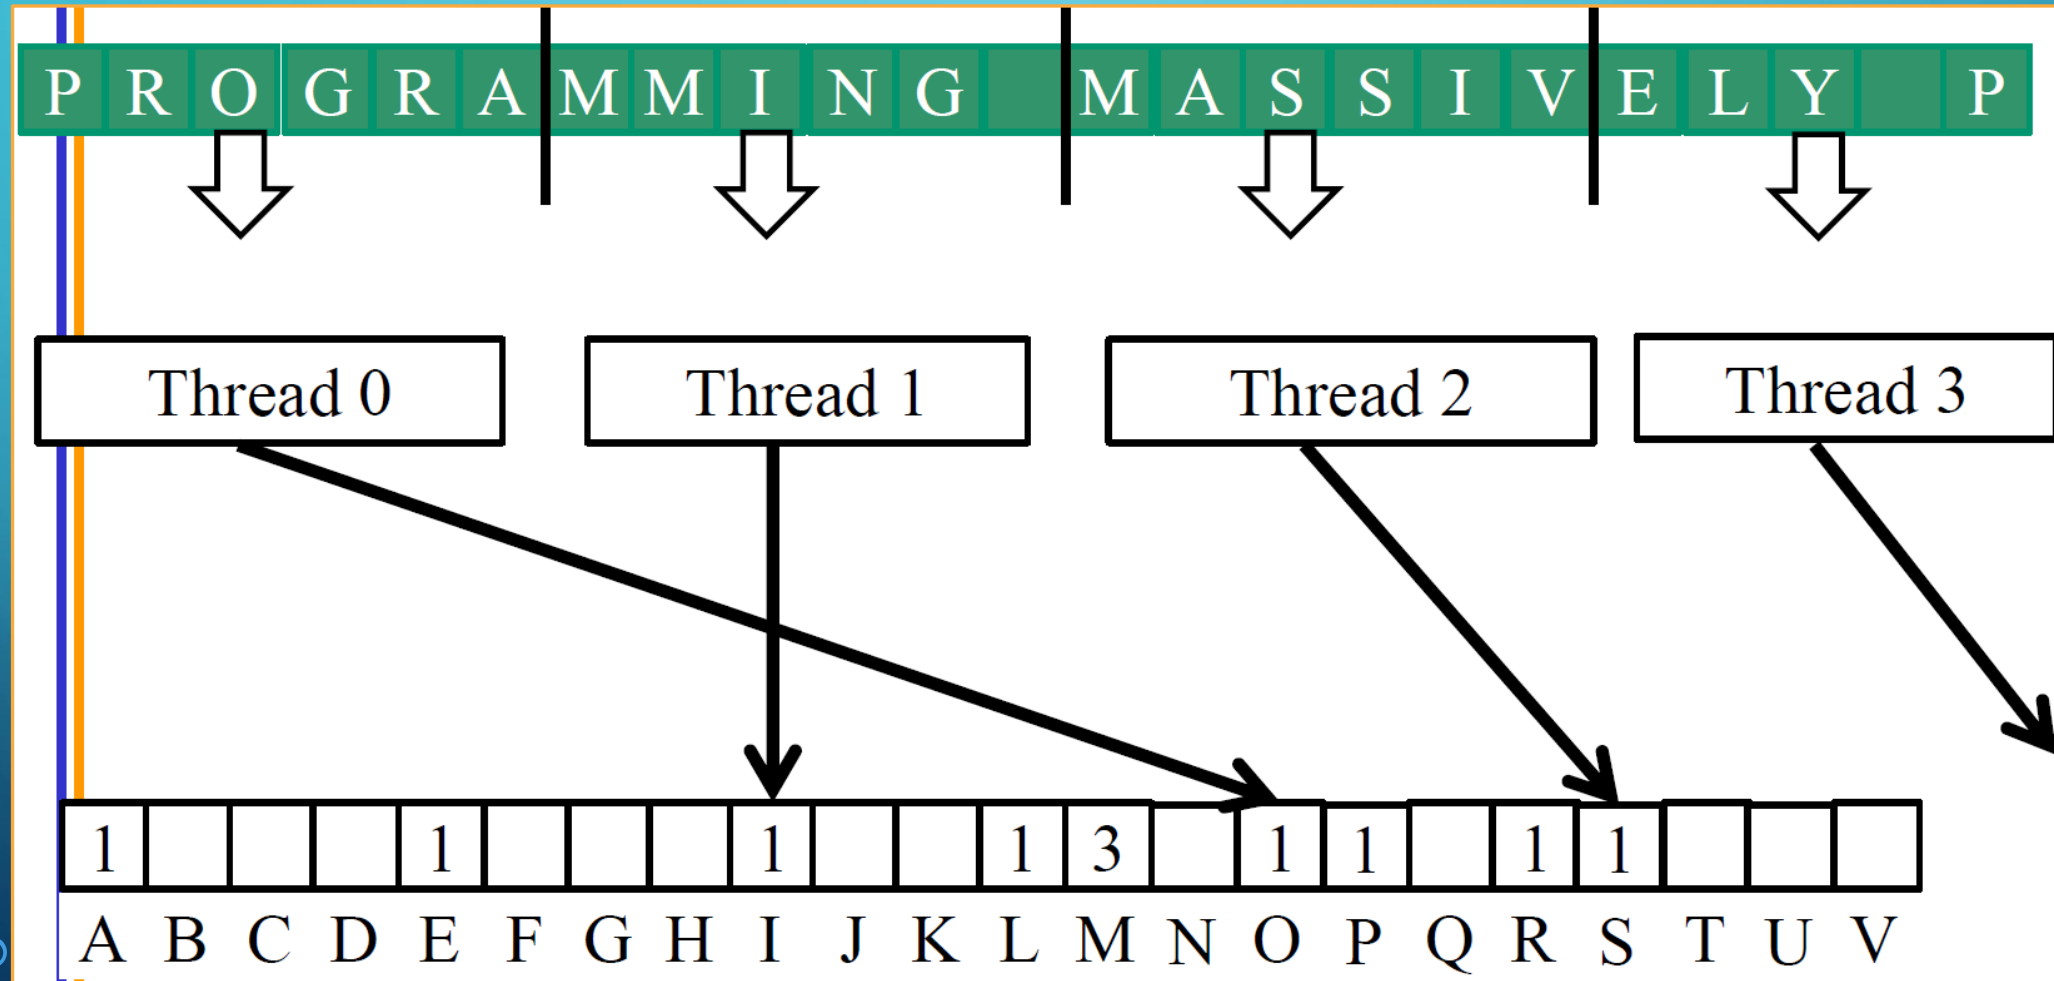 P R O G R A M M I N G M A S S I V E L Y P
Thread 0 Thread 1 Thread 2 Thread 3
1 1 1 1 3 1 1 1 1
A B C D E F G H I J K L M N O P Q R S T U V